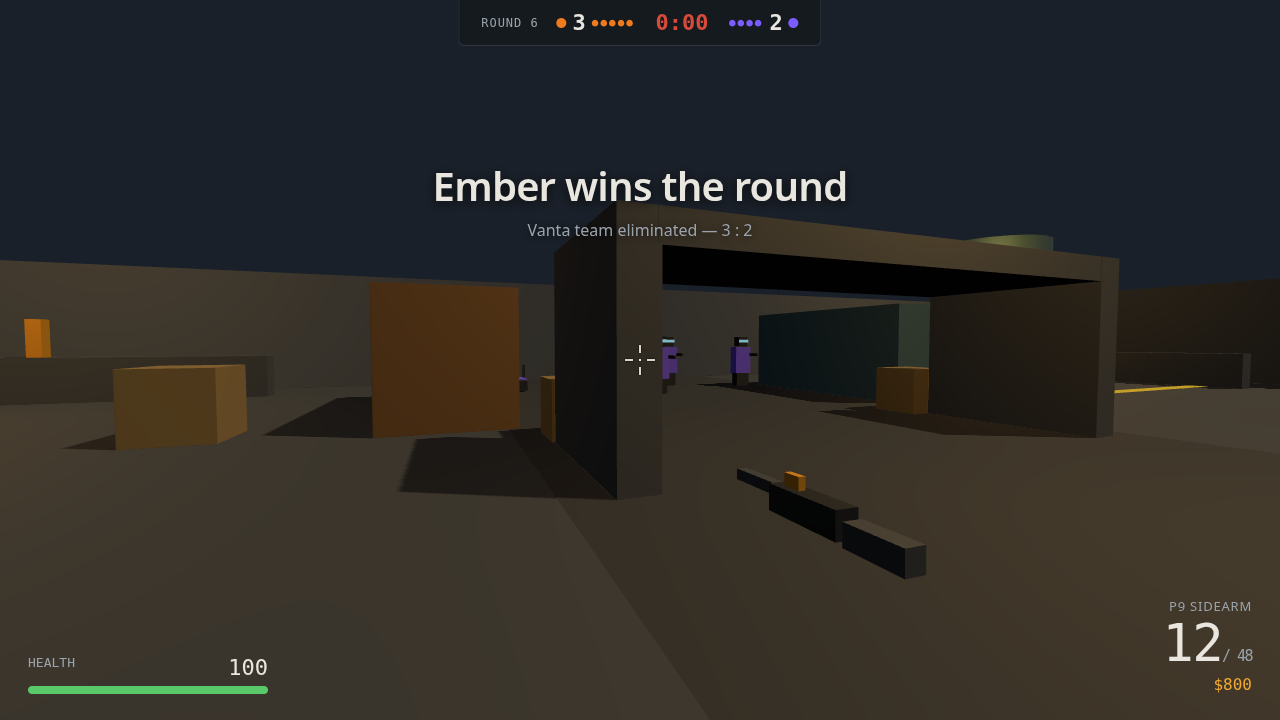 ROUND 6 3 0:00 2
Ember wins the round
Vanta team eliminated — 3 : 2
P9 SIDEARM
12 / 48
$800
HEALTH 100